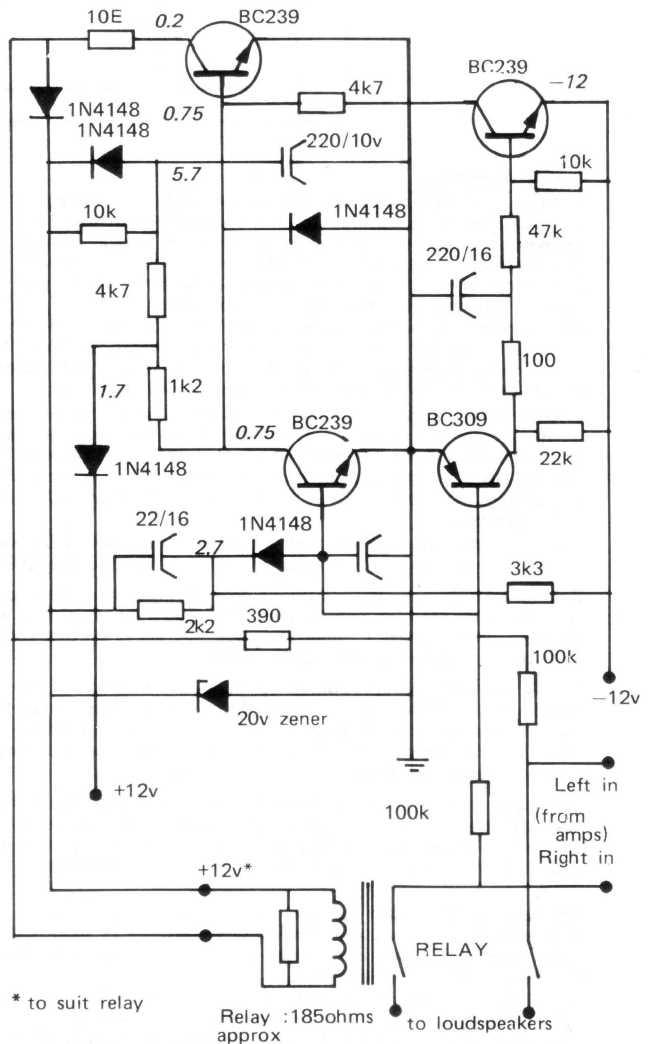 10E
0.2
BC239
BC239
-12
4k7
1N4148
1N4148
0.75
220/10v
5.7
10k
10k
1N4148
47k
220/16
4k7
100
1k2
1.7
BC239
BC309
0.75
1N4148
22k
22/16
1N4148
2.7
3k3
2k2
390
100k
20v zener
-12v
+12v
Left in
100k
(from
amps)
Right in
+12v*
RELAY
* to suit relay
Relay :185ohms
approx
to loudspeakers